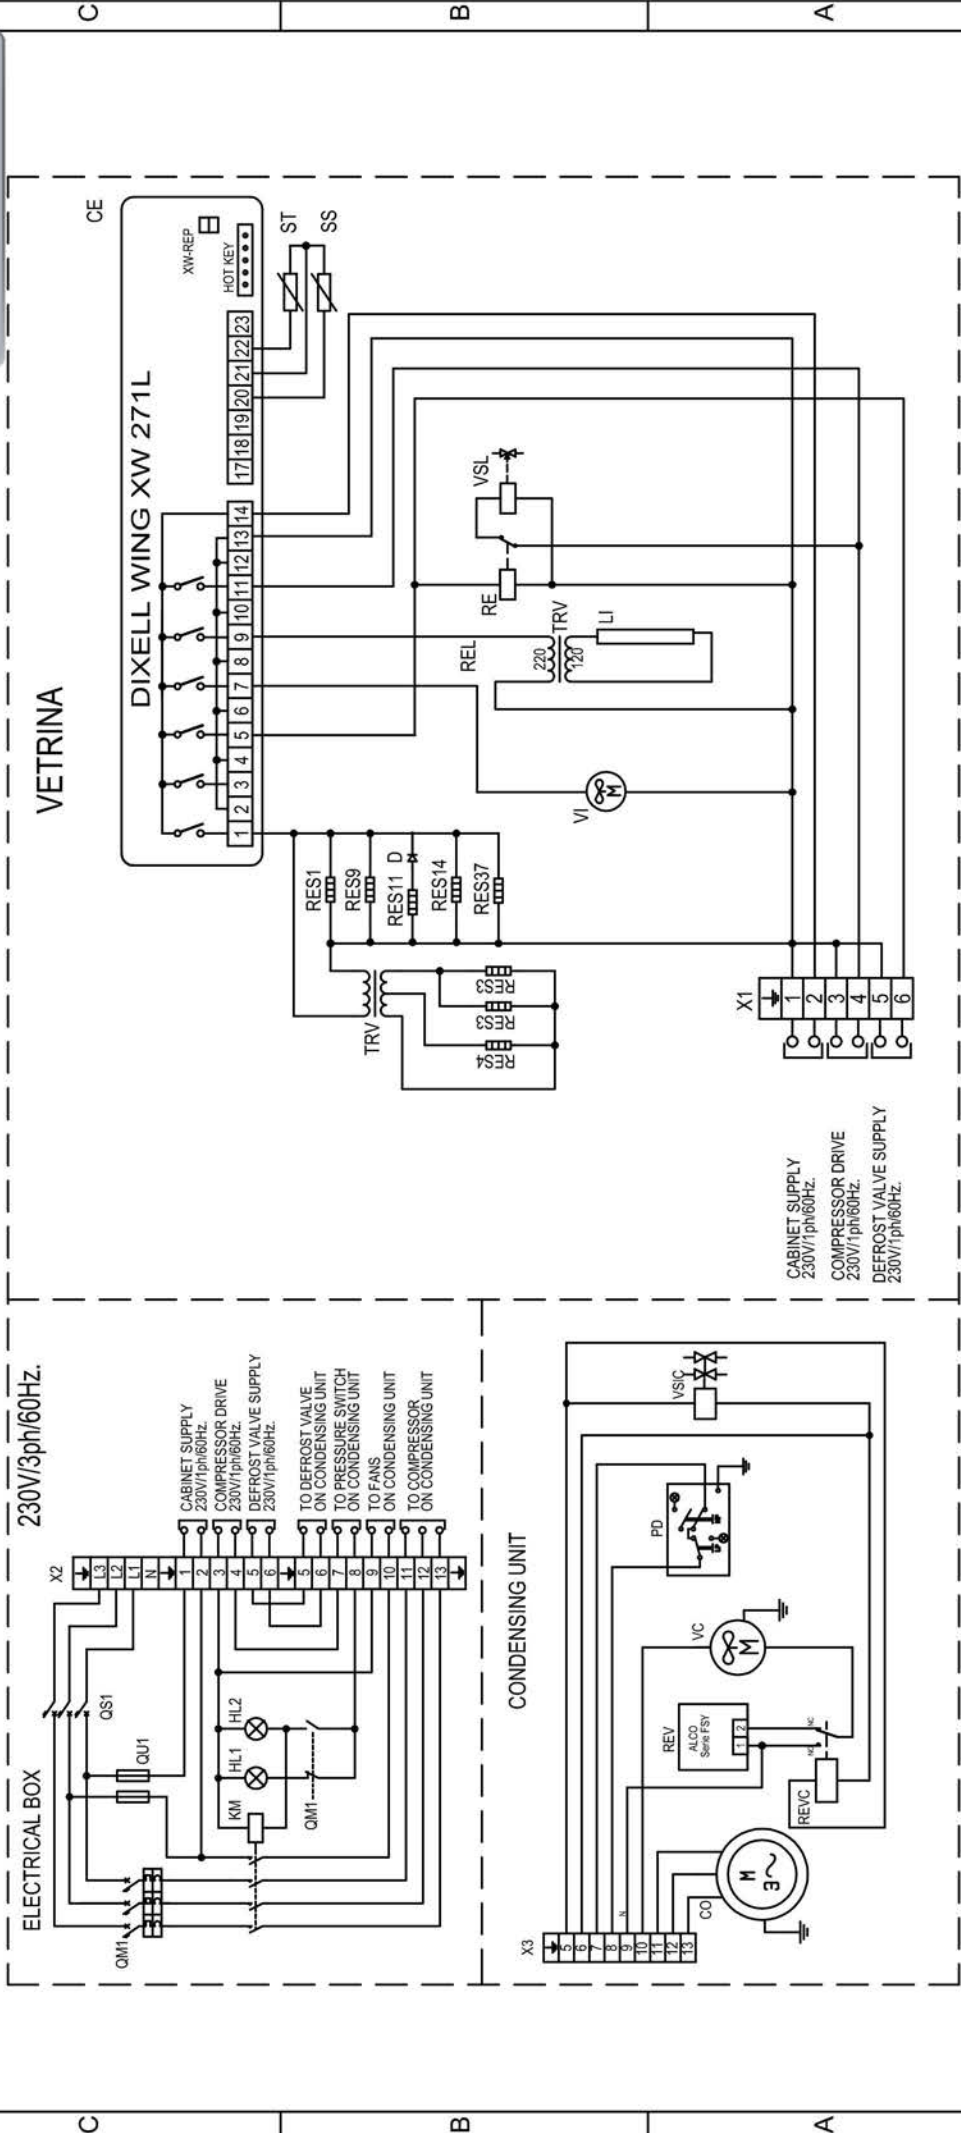 C
B
A
VETRINA
CE
DIXELL WING XW 271L
XW-REP
HOT KEY
1 2 3 4 5 6 7 8 9 10 11 12 13 14
17 18 19 20 21 22 23
ST
SS
RES1
RES9
RES11 D
RES14
RES37
TRV
RES3
RES3
RES4
VI
M
REL
220
120
TRV
LI
RE
VSL
X1
1
2
3
4
5
6
CABINET SUPPLY
230V/1ph/60Hz.
COMPRESSOR DRIVE
230V/1ph/60Hz.
DEFROST VALVE SUPPLY
230V/1ph/60Hz.
ELECTRICAL BOX
230V/3ph/60Hz.
QM1
QU1
QS1
KM
HL1
HL2
QM1
X2
L3
L2
L1
N
1
2
3
4
5
6
5
6
7
8
9
10
11
12
13
CABINET SUPPLY
230V/1ph/60Hz.
COMPRESSOR DRIVE
230V/1ph/60Hz.
DEFROST VALVE SUPPLY
230V/1ph/60Hz.
TO DEFROST VALVE
ON CONDENSING UNIT
TO PRESSURE SWITCH
ON CONDENSING UNIT
TO FANS
ON CONDENSING UNIT
TO COMPRESSOR
ON CONDENSING UNIT
CONDENSING UNIT
X3
5
6
7
8
9
10
11
12
13
N
CO
M
3~
REVC
NO
NC
REV
ALCO
Serie FSY
1 2
VC
M
PD
VSIC
C
B
A